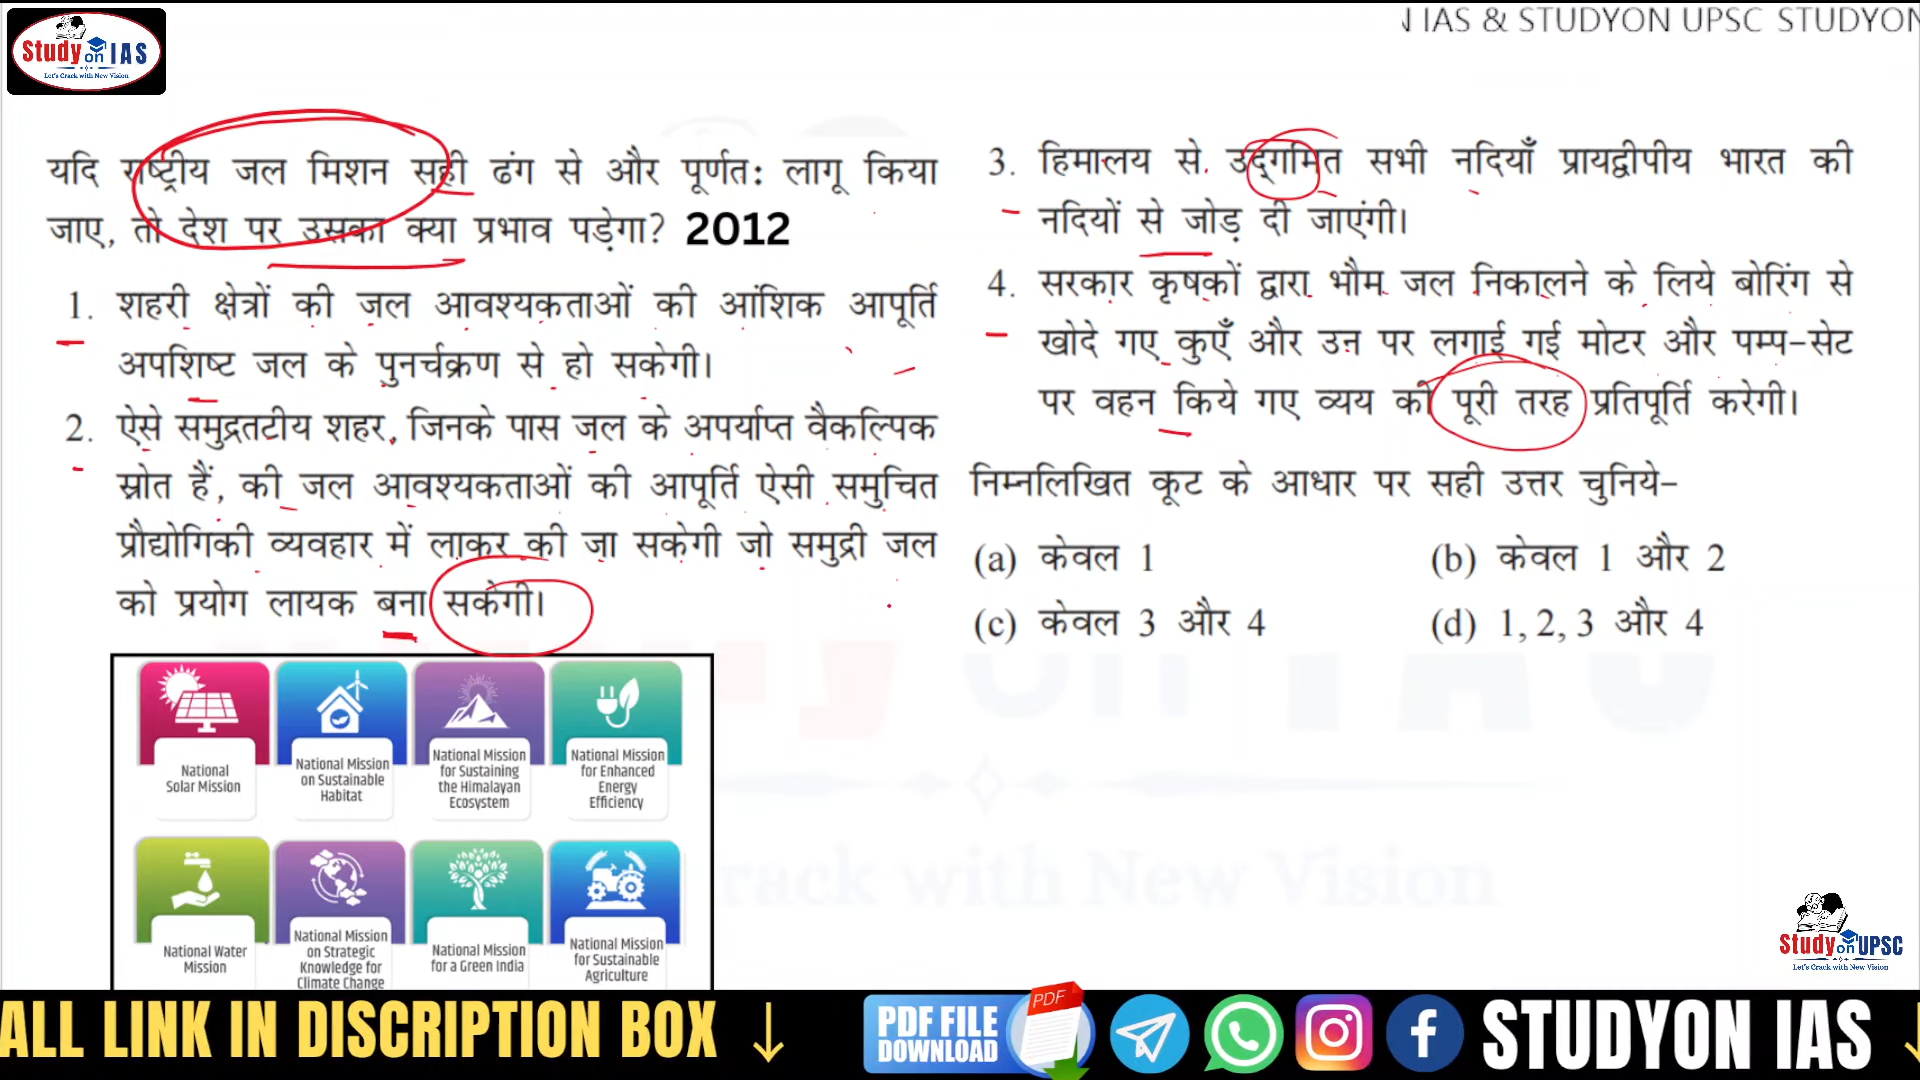 Study on IAS
Let's Crack with New Vision
N IAS & STUDYON UPSC STUDYON
यदि राष्ट्रीय जल मिशन सही ढंग से और पूर्णत: लागू किया
जाए, तो देश पर उसका क्या प्रभाव पड़ेगा? 2012
1. शहरी क्षेत्रों की जल आवश्यकताओं की आंशिक आपूर्ति
अपशिष्ट जल के पुनर्चक्रण से हो सकेगी।
2. ऐसे समुद्रतटीय शहर, जिनके पास जल के अपर्याप्त वैकल्पिक
स्रोत हैं, की जल आवश्यकताओं की आपूर्ति ऐसी समुचित
प्रौद्योगिकी व्यवहार में लाकर की जा सकेगी जो समुद्री जल
को प्रयोग लायक बना सकेगी।
3. हिमालय से उद्गमित सभी नदियाँ प्रायद्वीपीय भारत की
नदियों से जोड़ दी जाएंगी।
4. सरकार कृषकों द्वारा भौम जल निकालने के लिये बोरिंग से
खोदे गए कुएँ और उन पर लगाई गई मोटर और पम्प-सेट
पर वहन किये गए व्यय की पूरी तरह प्रतिपूर्ति करेगी।
निम्नलिखित कूट के आधार पर सही उत्तर चुनिये-
(a) केवल 1
(b) केवल 1 और 2
(c) केवल 3 और 4
(d) 1, 2, 3 और 4
National
Solar Mission
National Mission
on Sustainable
Habitat
National Mission
for Sustaining
the Himalayan
Ecosystem
National Mission
for Enhanced
Energy
Efficiency
National Water
Mission
National Mission
on Strategic
Knowledge for
Climate Change
National Mission
for a Green India
National Mission
for Sustainable
Agriculture
rack with New Vision
Study on UPSC
Let's Crack with New Vision
ALL LINK IN DISCRIPTION BOX ↓
PDF FILE
DOWNLOAD
PDF
STUDYON IAS ↓